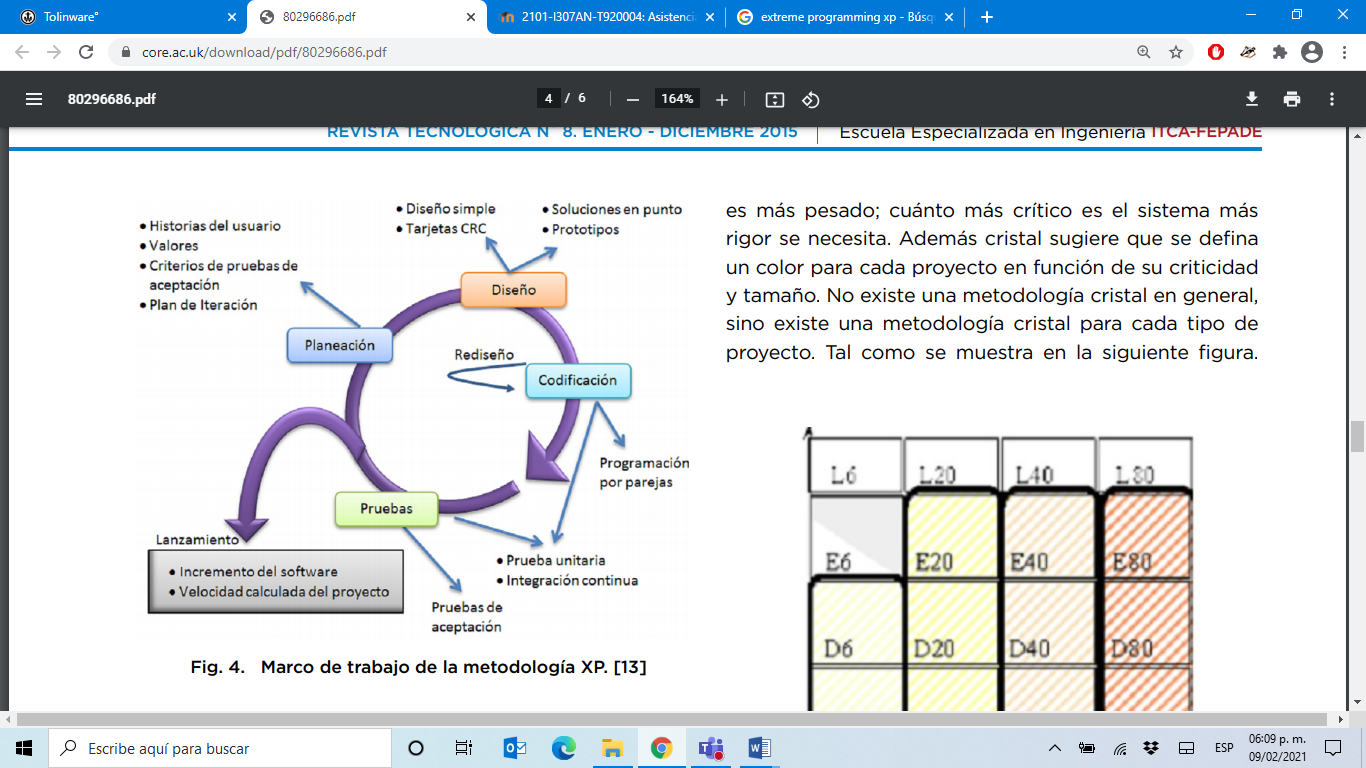 Tolinware°
80296686.pdf
2101-I307AN-T920004: Asistenci
extreme programming xp - Búsq
core.ac.uk/download/pdf/80296686.pdf
80296686.pdf
4 / 6
164%
REVISTA TECNOLÓGICA N° 8. ENERO - DICIEMBRE 2015
Escuela Especializada en Ingeniería ITCA-FEPADE
• Historias del usuario
• Valores
• Criterios de pruebas de
aceptación
• Plan de Iteración
• Diseño simple
• Tarjetas CRC
• Soluciones en punto
• Prototipos
Diseño
Planeación
Rediseño
Codificación
Programación
por parejas
Pruebas
Lanzamiento
• Incremento del software
• Velocidad calculada del proyecto
• Prueba unitaria
• Integración continua
Pruebas de
aceptación
Fig. 4. Marco de trabajo de la metodología XP. [13]
es más pesado; cuánto más crítico es el sistema más
rigor se necesita. Además cristal sugiere que se defina
un color para cada proyecto en función de su criticidad
y tamaño. No existe una metodología cristal en general,
sino existe una metodología cristal para cada tipo de
proyecto. Tal como se muestra en la siguiente figura.
L6 L20 L40 L80
E6 E20 E40 E80
D6 D20 D40 D80
Escribe aquí para buscar
ESP
06:09 p. m.
09/02/2021